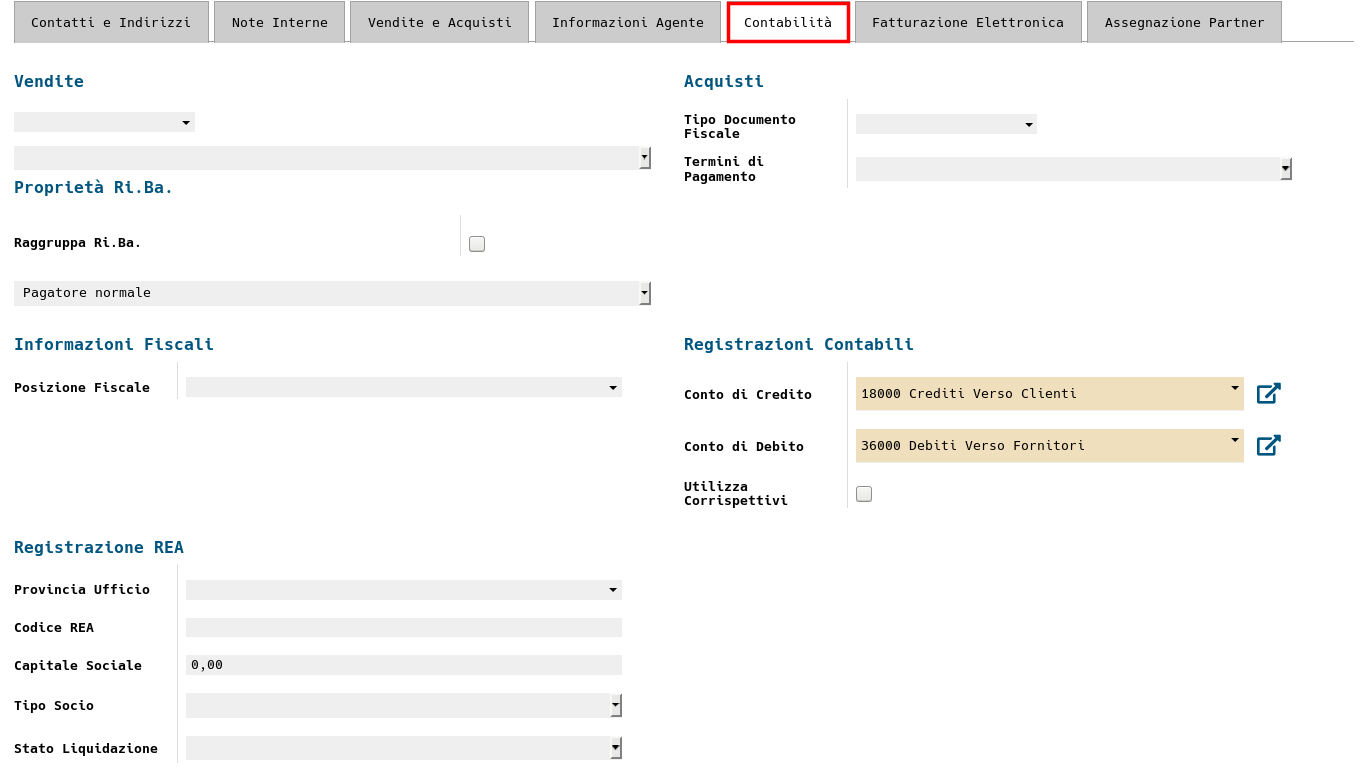 Contatti e Indirizzi
Note Interne
Vendite e Acquisti
Informazioni Agente
Contabilità
Fatturazione Elettronica
Assegnazione Partner
Vendite
Acquisti
Tipo Documento
Fiscale
Termini di
Pagamento
Proprietà Ri.Ba.
Raggruppa Ri.Ba.
Pagatore normale
Informazioni Fiscali
Posizione Fiscale
Registrazioni Contabili
Conto di Credito
18000 Crediti Verso Clienti
Conto di Debito
36000 Debiti Verso Fornitori
Utilizza
Corrispettivi
Registrazione REA
Provincia Ufficio
Codice REA
Capitale Sociale
0,00
Tipo Socio
Stato Liquidazione